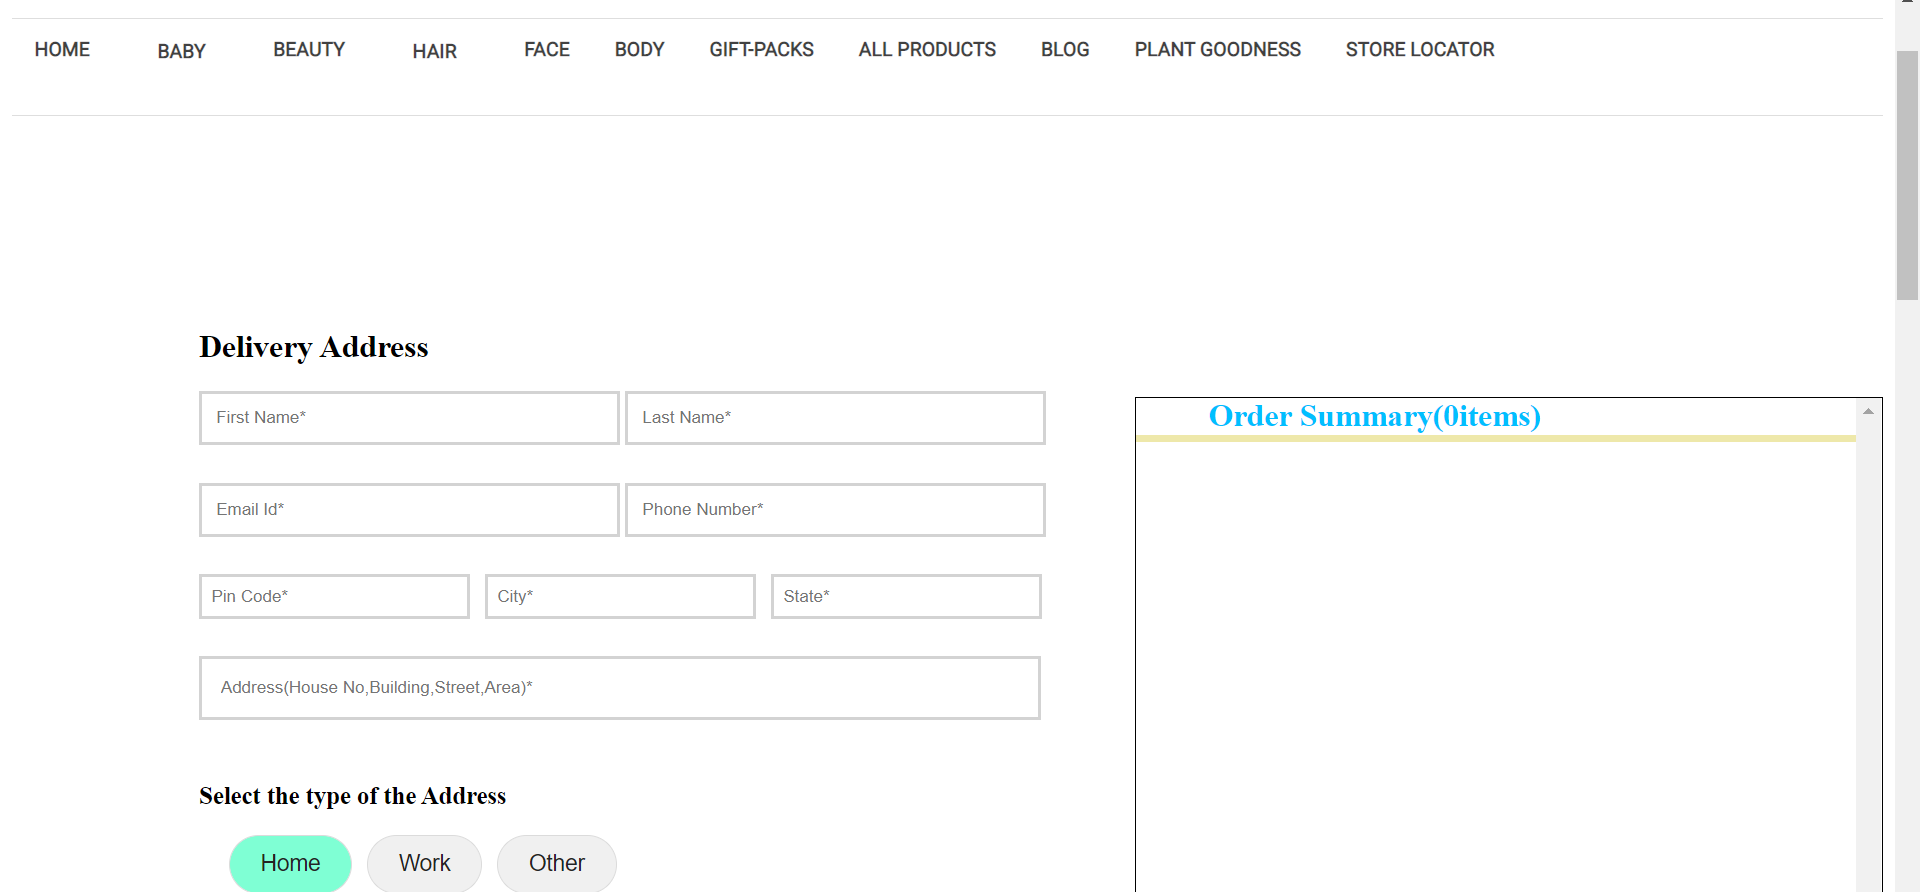 HOME BABY BEAUTY HAIR FACE BODY GIFT-PACKS ALL PRODUCTS BLOG PLANT GOODNESS STORE LOCATOR
Delivery Address
First Name* Last Name*
Order Summary(0items)
Email Id* Phone Number*
Pin Code* City* State*
Address(House No,Building,Street,Area)*
Select the type of the Address
Home Work Other